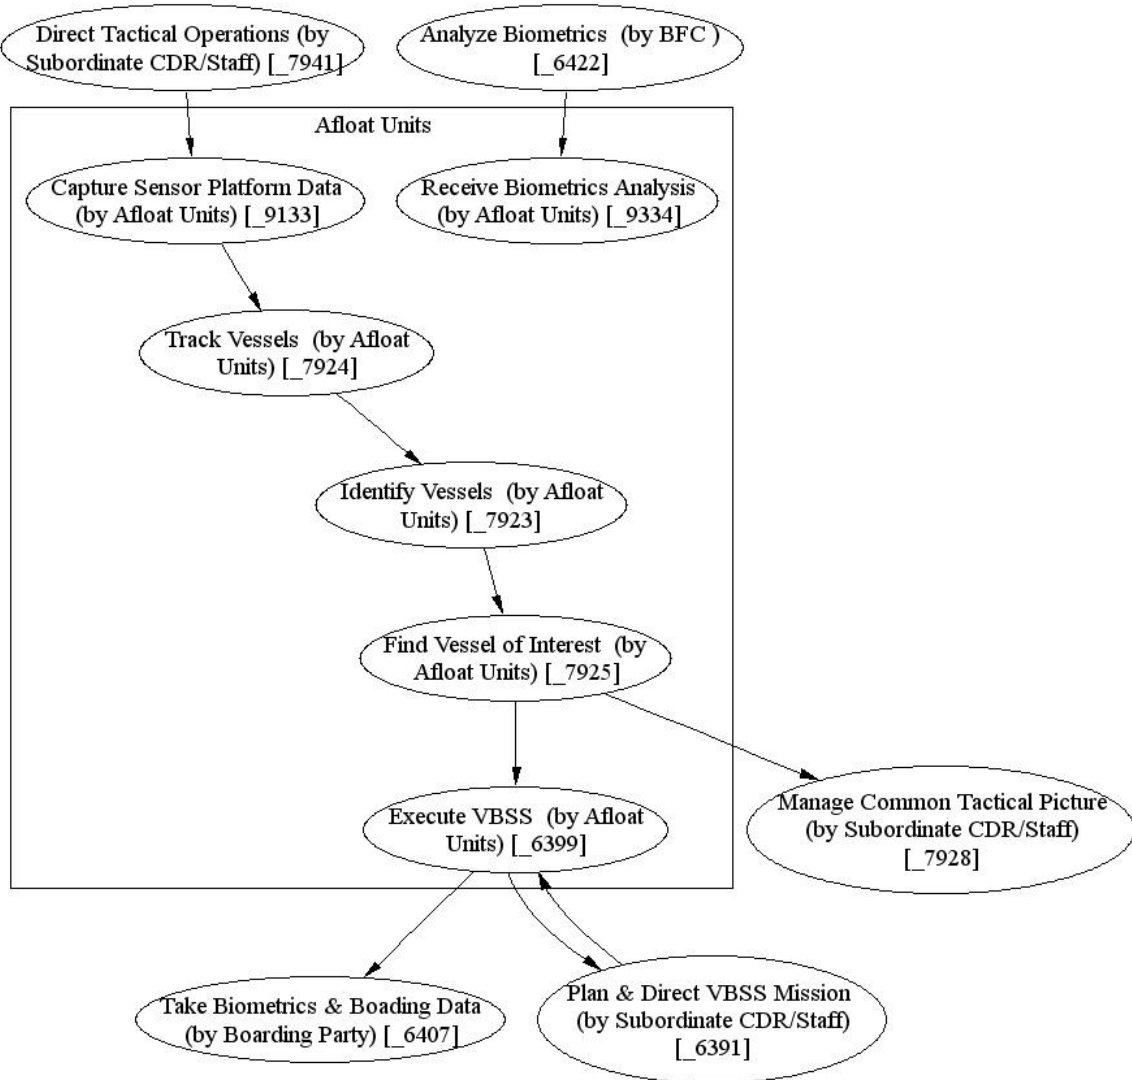 Direct Tactical Operations (by
Subordinate CDR/Staff) [_7941]
Analyze Biometrics (by BFC )
[_6422]
Afloat Units
Capture Sensor Platform Data
(by Afloat Units) [_9133]
Receive Biometrics Analysis
(by Afloat Units) [_9334]
Track Vessels (by Afloat
Units) [_7924]
Identify Vessels (by Afloat
Units) [_7923]
Find Vessel of Interest (by
Afloat Units) [_7925]
Execute VBSS (by Afloat
Units) [_6399]
Manage Common Tactical Picture
(by Subordinate CDR/Staff)
[_7928]
Take Biometrics & Boading Data
(by Boarding Party) [_6407]
Plan & Direct VBSS Mission
(by Subordinate CDR/Staff)
[_6391]